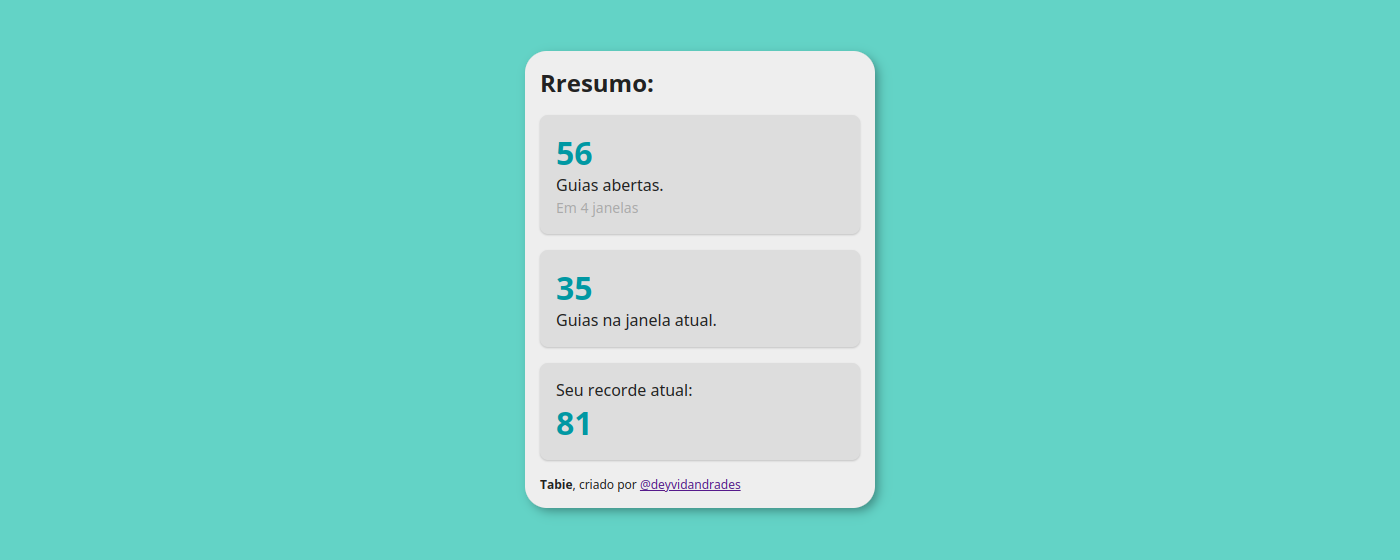 Rresumo:
56
Guias abertas.
Em 4 janelas
35
Guias na janela atual.
Seu recorde atual:
81
Tabie, criado por @deyvidandrades